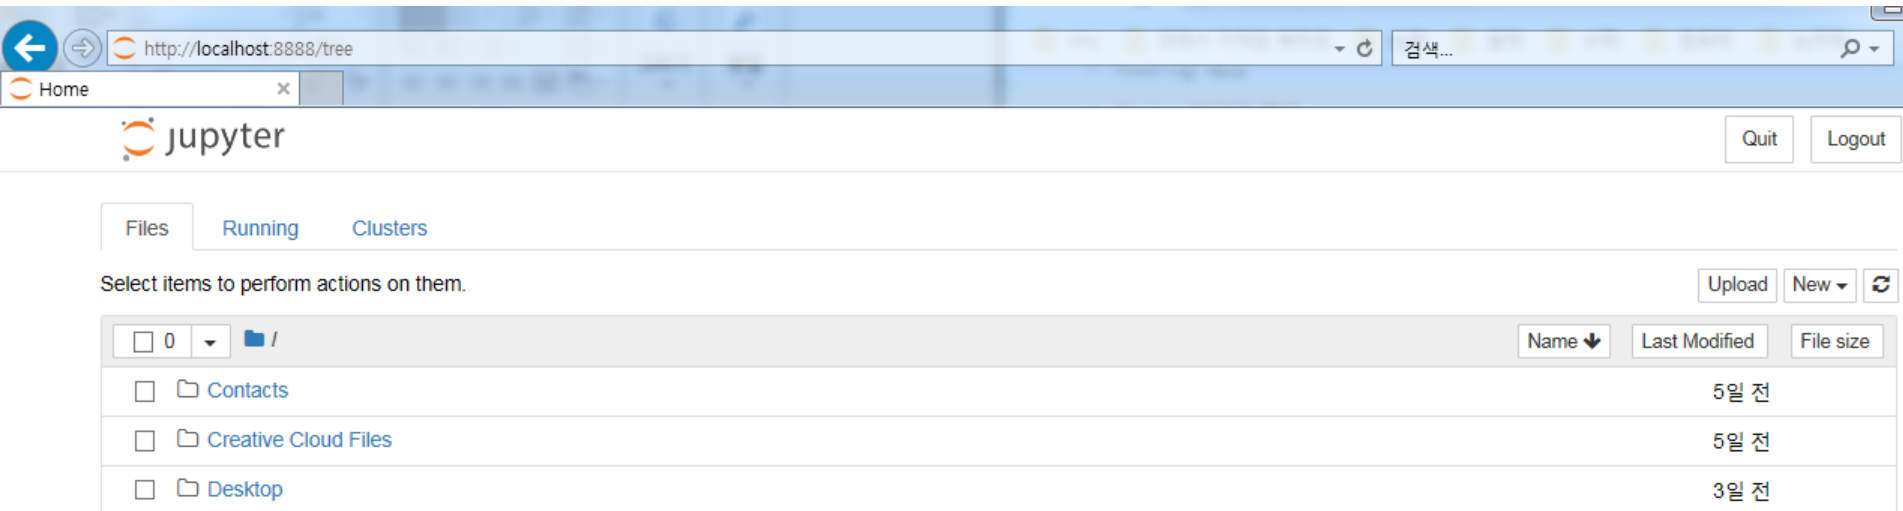 http://localhost:8888/tree 검색...
Home
jupyter Quit Logout
Files Running Clusters
Select items to perform actions on them. Upload New
0 / Name Last Modified File size
Contacts 5일 전
Creative Cloud Files 5일 전
Desktop 3일 전